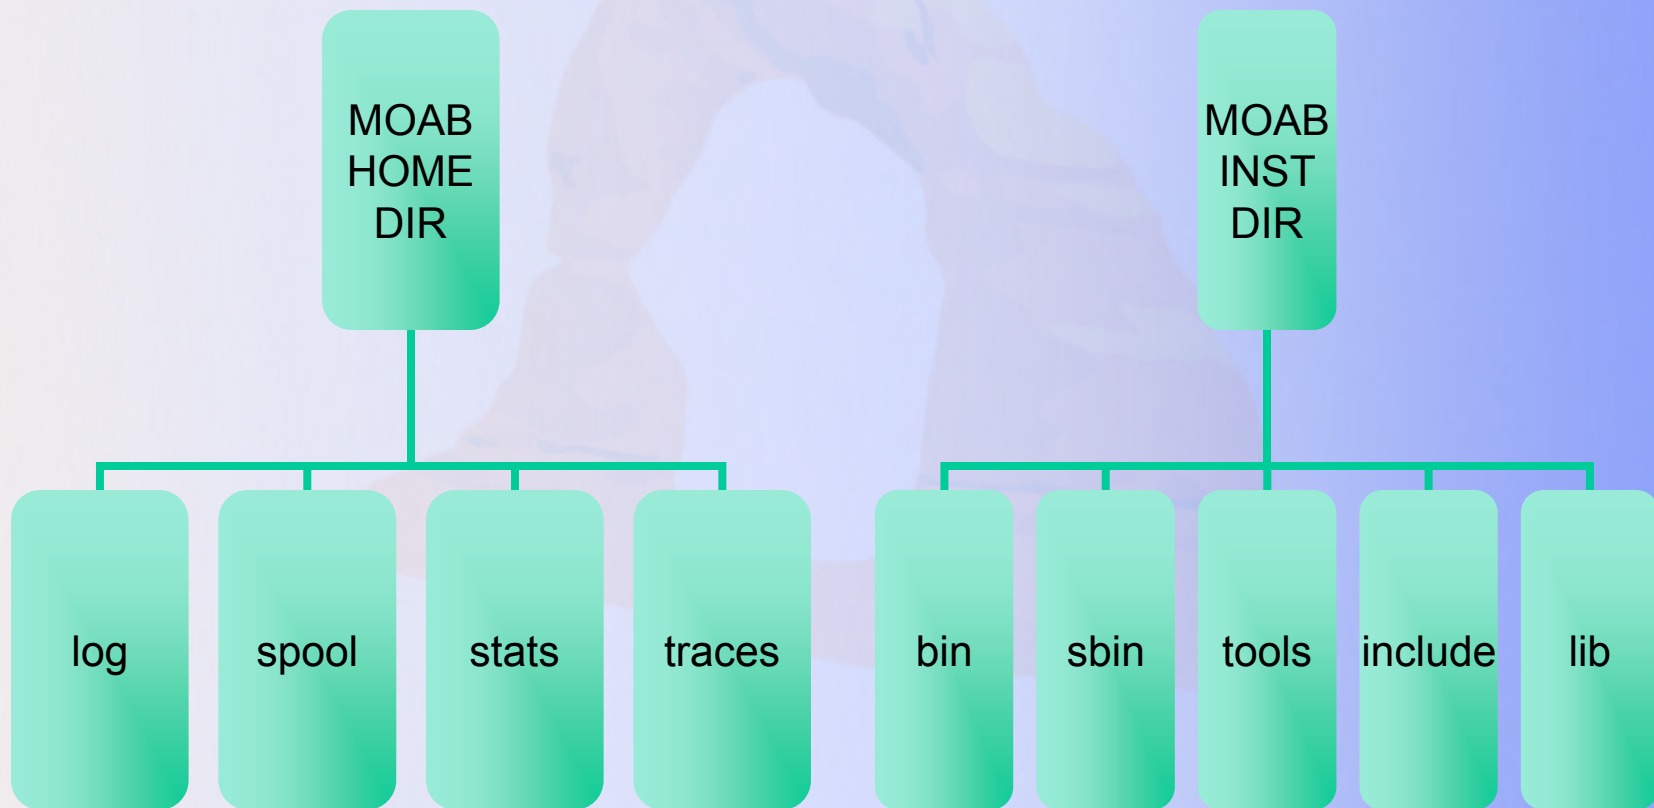 MOAB
HOME
DIR
MOAB
INST
DIR
log
spool
stats
traces
bin
sbin
tools
include
lib